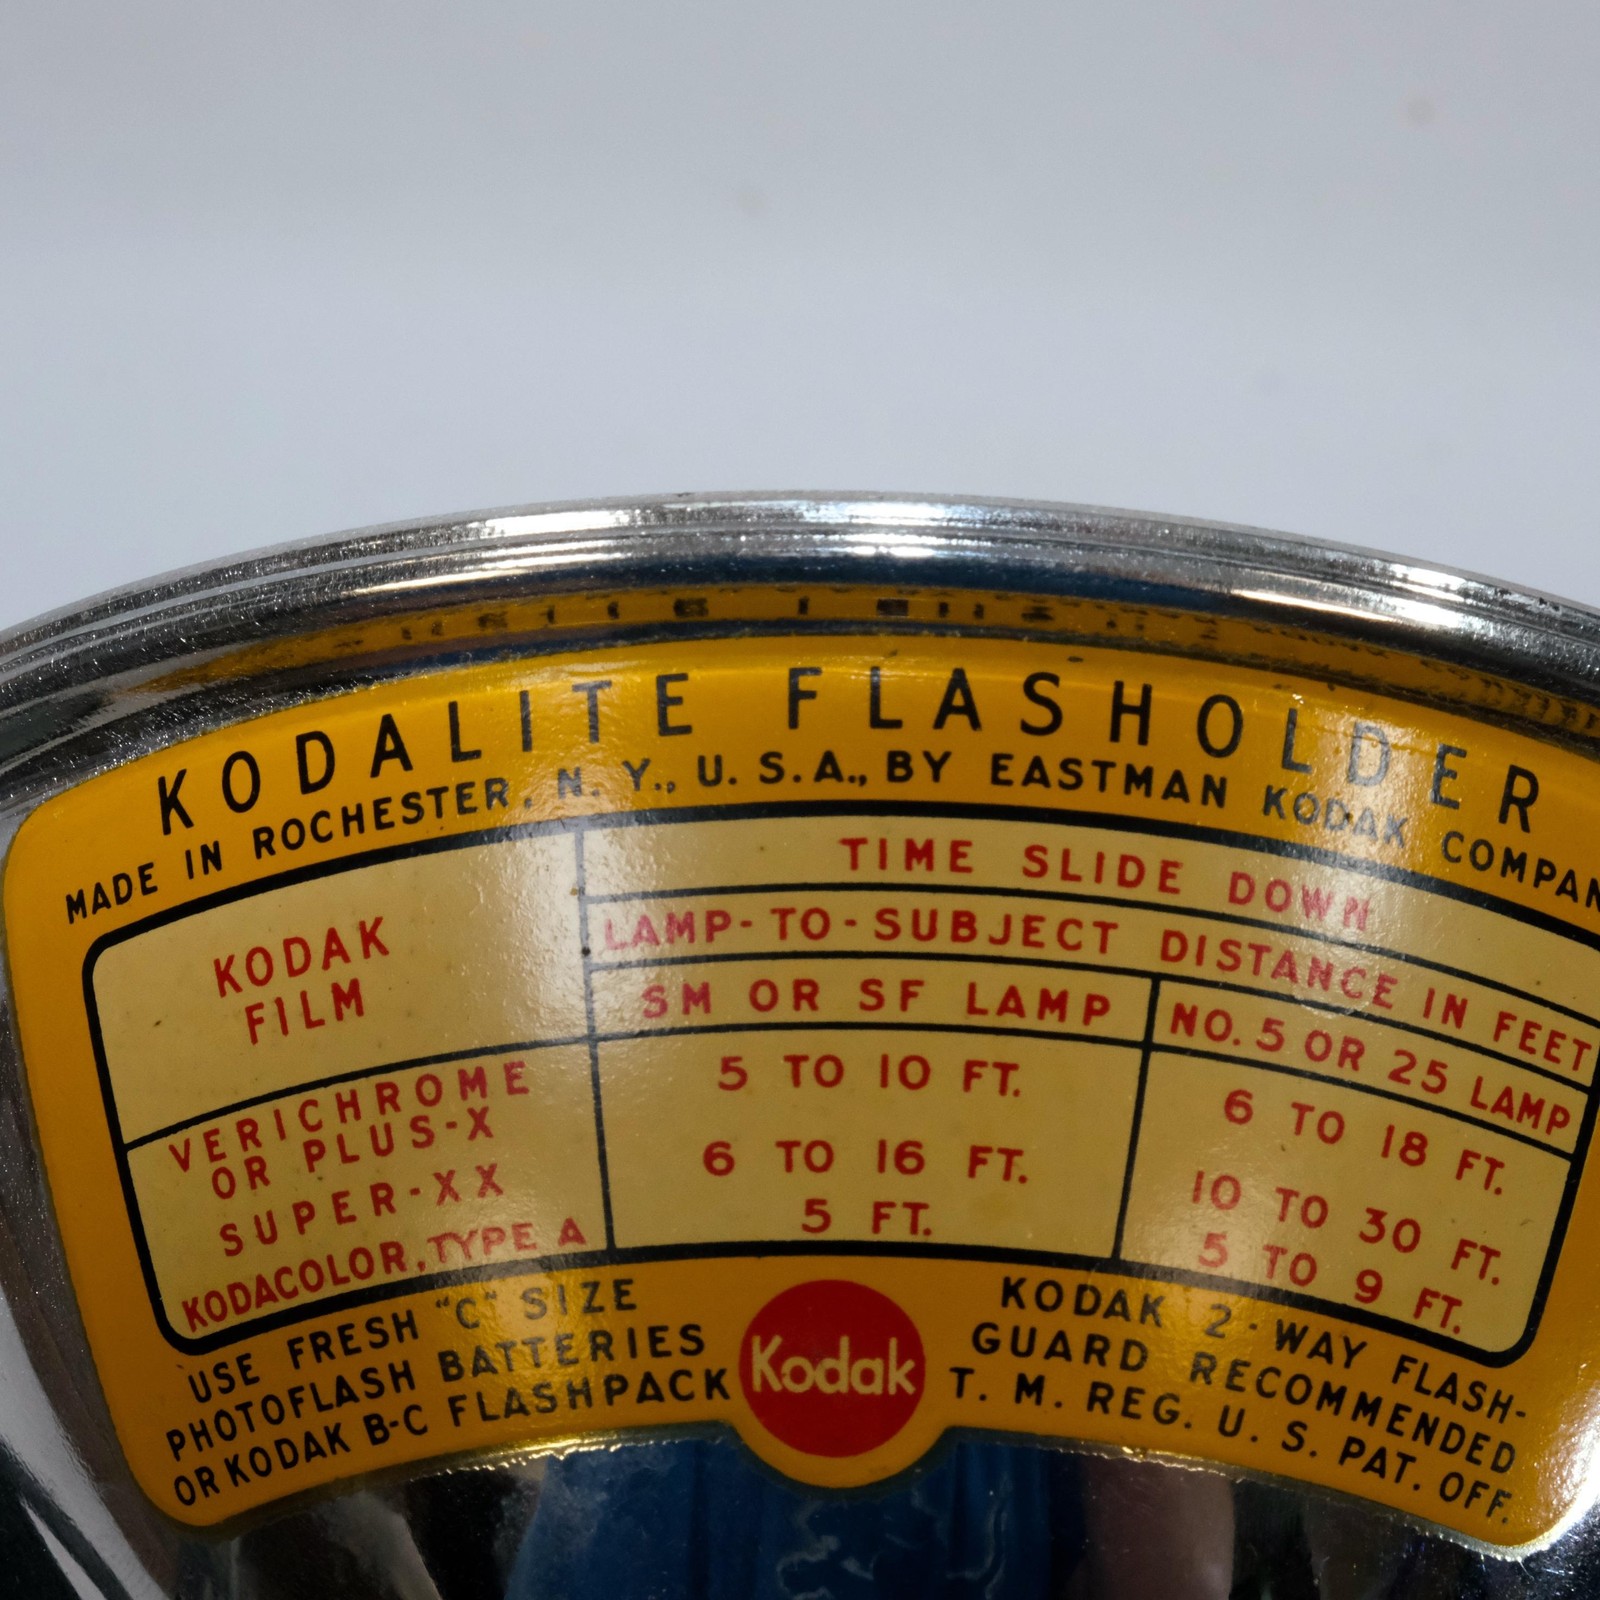 KODALITE FLASHOLDER
MADE IN ROCHESTER, N. Y., U. S. A., BY EASTMAN KODAK COMPAN
KODAK
FILM
TIME SLIDE DOWN
LAMP-TO-SUBJECT DISTANCE IN FEET
SM OR SF LAMP
NO. 5 OR 25 LAMP
VERICHROME
OR PLUS-X
5 TO 10 FT.
6 TO 18 FT.
SUPER-XX
6 TO 16 FT.
10 TO 30 FT.
KODACOLOR, TYPE A
5 FT.
5 TO 9 FT.
USE FRESH "C" SIZE
PHOTOFLASH BATTERIES
OR KODAK B-C FLASHPACK
Kodak
KODAK 2-WAY FLASH-
GUARD RECOMMENDED
T. M. REG. U. S. PAT. OFF.